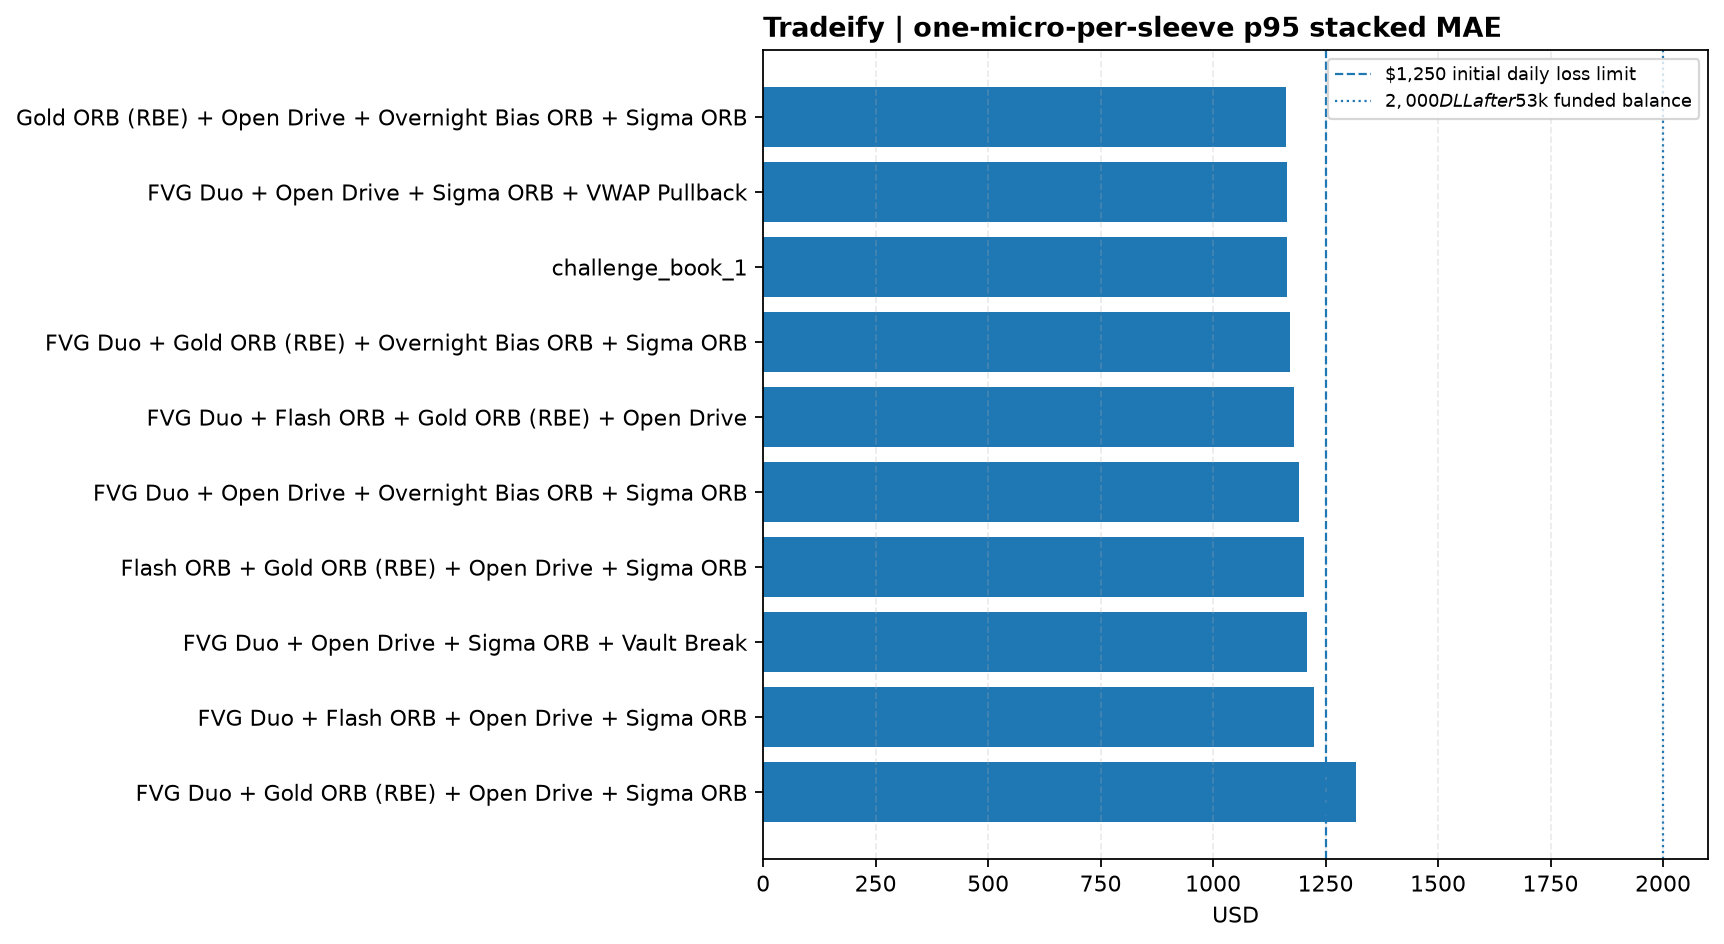 Tradeify | one-micro-per-sleeve p95 stacked MAE
$1,250 initial daily loss limit
2,000DLLafter53k funded balance
Gold ORB (RBE) + Open Drive + Overnight Bias ORB + Sigma ORB
FVG Duo + Open Drive + Sigma ORB + VWAP Pullback
challenge_book_1
FVG Duo + Gold ORB (RBE) + Overnight Bias ORB + Sigma ORB
FVG Duo + Flash ORB + Gold ORB (RBE) + Open Drive
FVG Duo + Open Drive + Overnight Bias ORB + Sigma ORB
Flash ORB + Gold ORB (RBE) + Open Drive + Sigma ORB
FVG Duo + Open Drive + Sigma ORB + Vault Break
FVG Duo + Flash ORB + Open Drive + Sigma ORB
FVG Duo + Gold ORB (RBE) + Open Drive + Sigma ORB
0 250 500 750 1000 1250 1500 1750 2000
USD